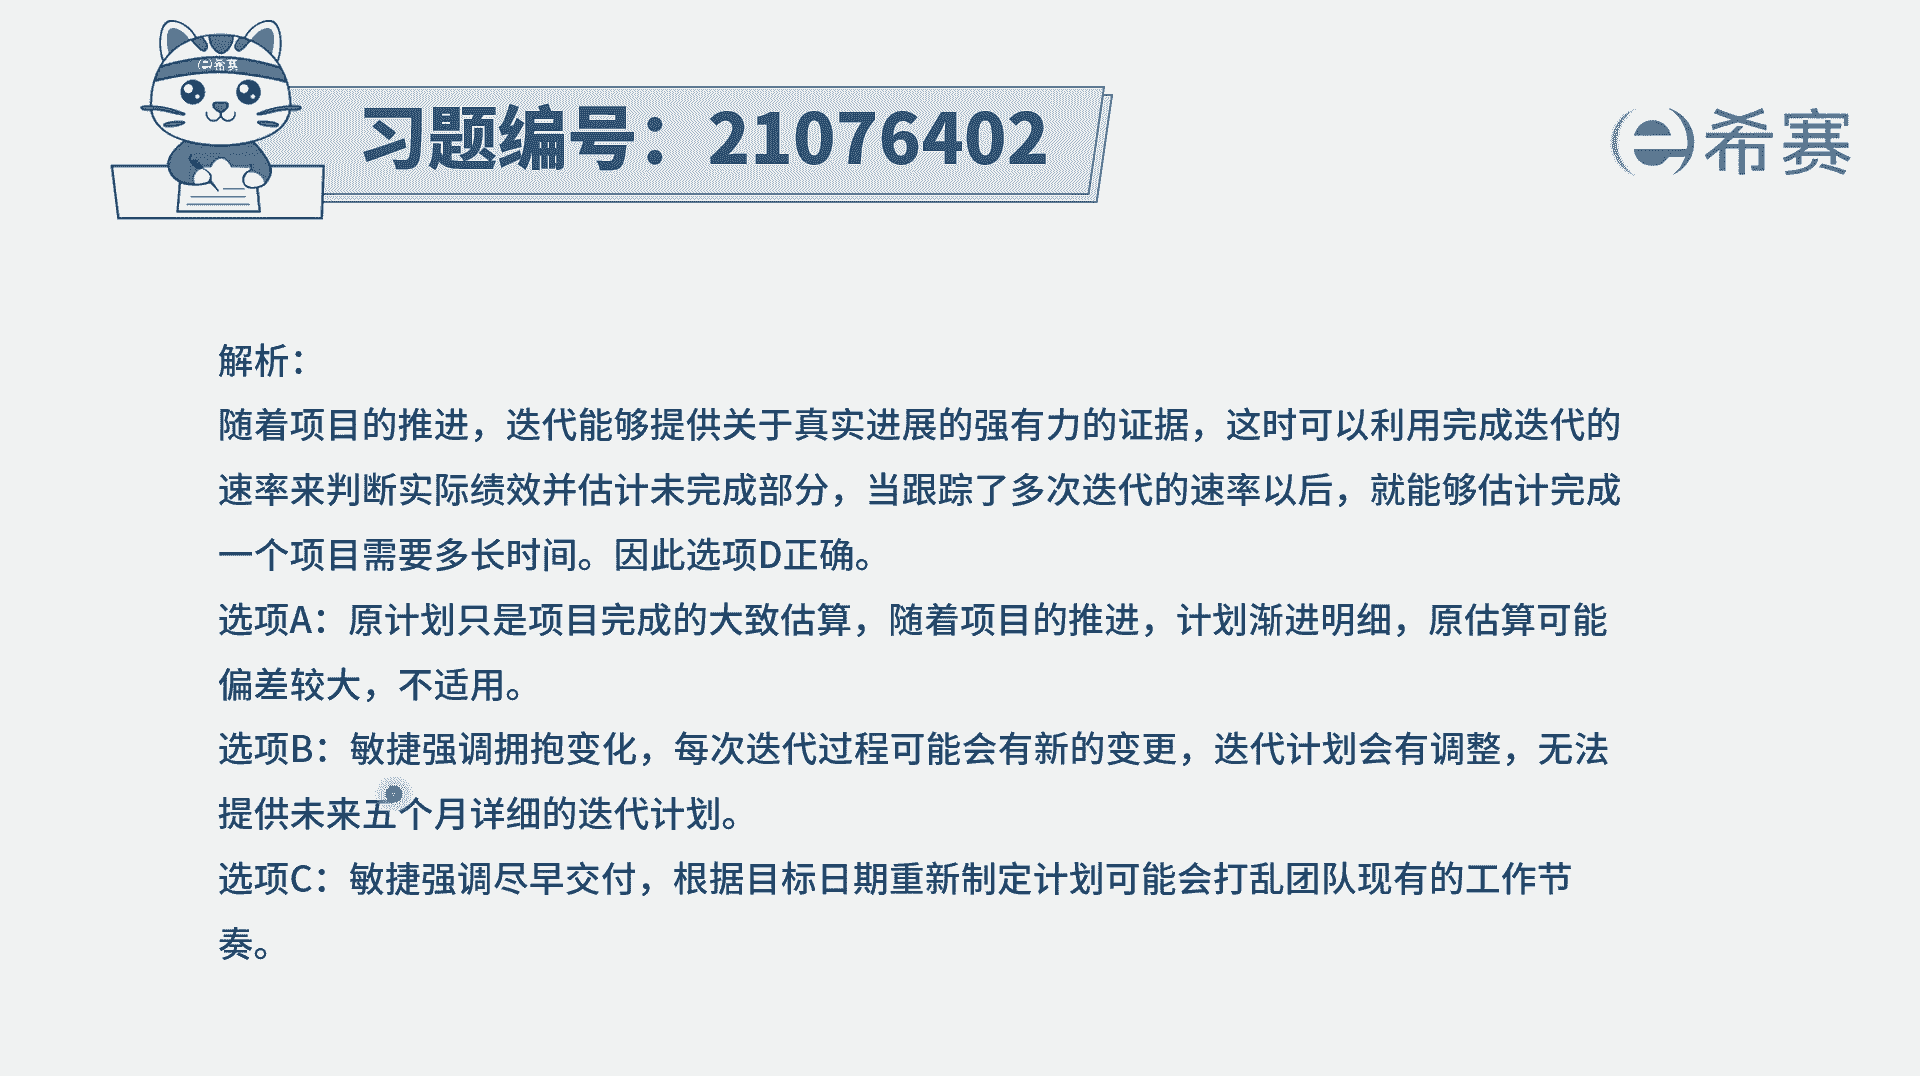 希赛
习题编号：21076402
希赛
解析：
随着项目的推进，迭代能够提供关于真实进展的强有力的证据，这时可以利用完成迭代的
速率来判断实际绩效并估计未完成部分，当跟踪了多次迭代的速率以后，就能够估计完成
一个项目需要多长时间。因此选项D正确。
选项A：原计划只是项目完成的大致估算，随着项目的推进，计划渐进明细，原估算可能
偏差较大，不适用。
选项B：敏捷强调拥抱变化，每次迭代过程可能会有新的变更，迭代计划会有调整，无法
提供未来五个月详细的迭代计划。
选项C：敏捷强调尽早交付，根据目标日期重新制定计划可能会打乱团队现有的工作节
奏。